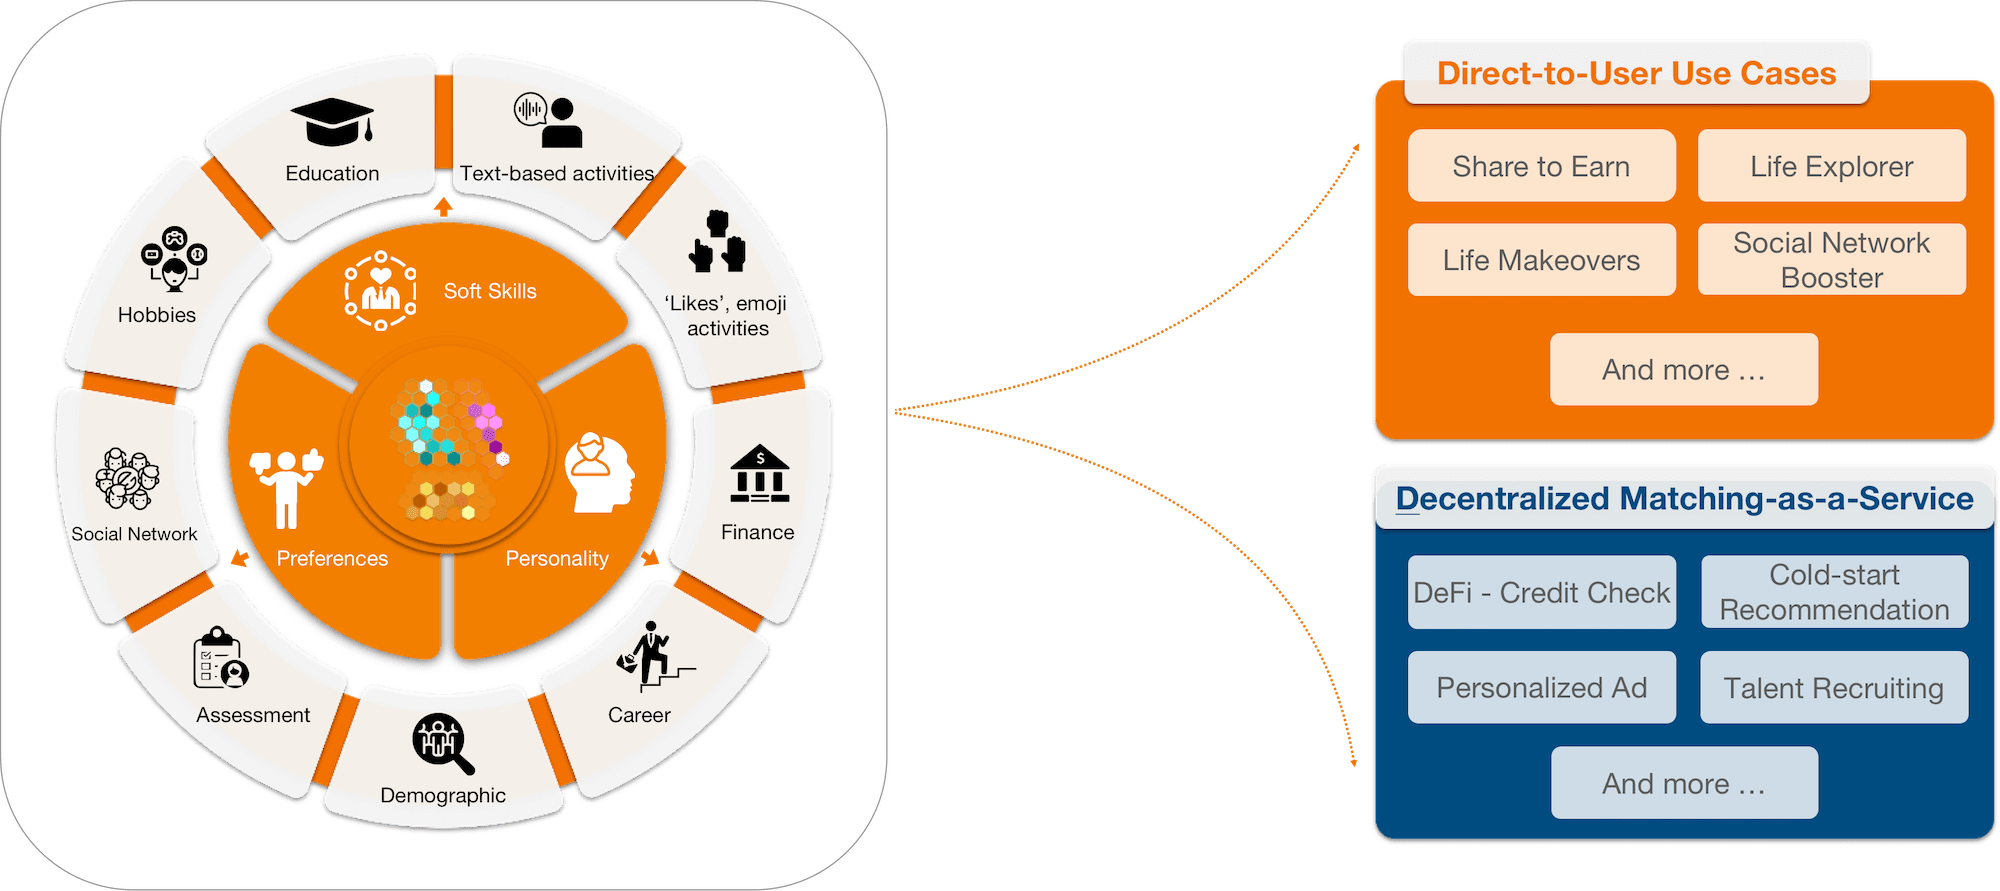 Education
Text-based activities
Hobbies
‘Likes’, emoji
activities
Soft Skills
Social Network
Finance
Preferences
Personality
Assessment
Career
Demographic
Direct-to-User Use Cases
Share to Earn
Life Explorer
Life Makeovers
Social Network
Booster
And more …
Decentralized Matching-as-a-Service
DeFi - Credit Check
Cold-start
Recommendation
Personalized Ad
Talent Recruiting
And more …